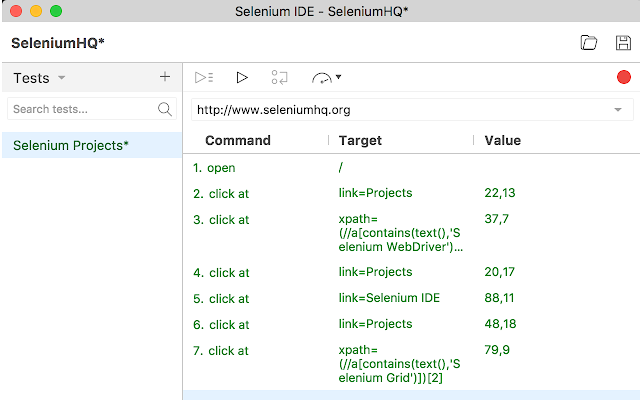 Selenium IDE - SeleniumHQ*
SeleniumHQ*
Tests
Search tests...
Selenium Projects*
http://www.seleniumhq.org
Command Target Value
1. open /
2. click at link=Projects 22,13
3. click at xpath= 37,7
(//a[contains(text(),'S
elenium WebDriver')...
4. click at link=Projects 20,17
5. click at link=Selenium IDE 88,11
6. click at link=Projects 48,18
7. click at xpath= 79,9
(//a[contains(text(),'S
elenium Grid')])[2]